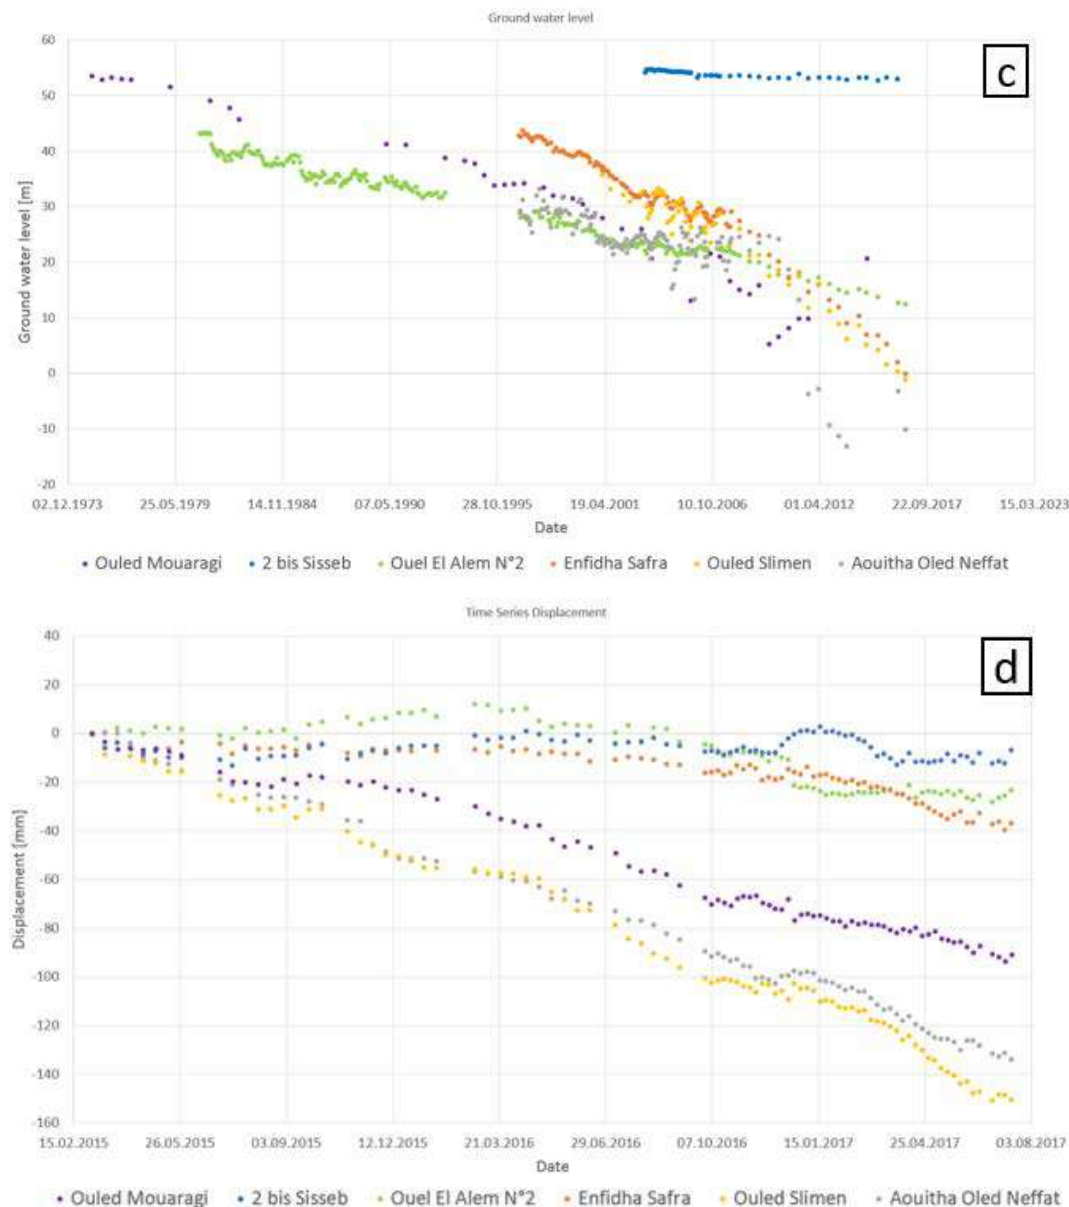 Ground water level
c
60
50
40
30
20
10
0
-10
-20
Ground water level [m]
02.12.1973 25.05.1979 14.11.1984 07.05.1990 28.10.1995 19.04.2001 10.10.2006 01.04.2012 22.09.2017 15.03.2023
Date
Ouled Mouaragi 2 bis Sisseb Ouel El Alem N°2 Enfidha Safra Ouled Slimen Aouitha Oled Neffat
Time Series Displacement
d
40
20
0
-20
-40
-60
-80
-100
-120
-140
-160
Displacement [mm]
15.02.2015 26.05.2015 03.09.2015 12.12.2015 21.03.2016 29.06.2016 07.10.2016 15.01.2017 25.04.2017 03.08.2017
Date
Ouled Mouaragi 2 bis Sisseb Ouel El Alem N°2 Enfidha Safra Ouled Slimen Aouitha Oled Neffat